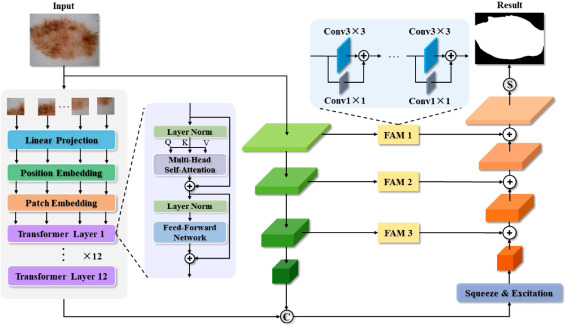 Input
Result
Conv3×3
Conv3×3
...
Conv1×1
Conv1×1
S
Linear Projection
Position Embedding
Patch Embedding
Transformer Layer 1
×12
Transformer Layer 12
Layer Norm
Q K V
Multi-Head
Self-Attention
Layer Norm
Feed-Forward
Network
FAM 1
FAM 2
FAM 3
Squeeze & Excitation
C